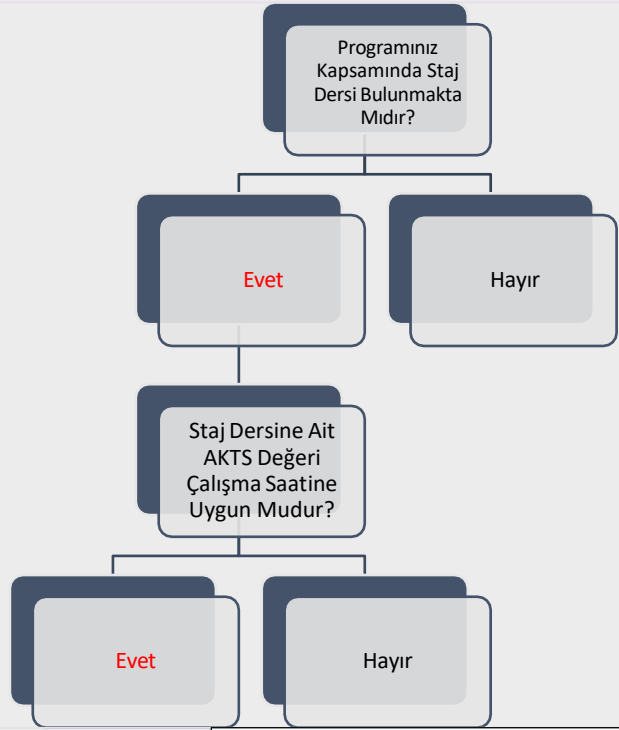 Programınız
Kapsamında Staj
Dersi Bulunmakta
Mıdır?
Evet
Hayır
Staj Dersine Ait
AKTS Değeri
Çalışma Saatine
Uygun Mudur?
Evet
Hayır